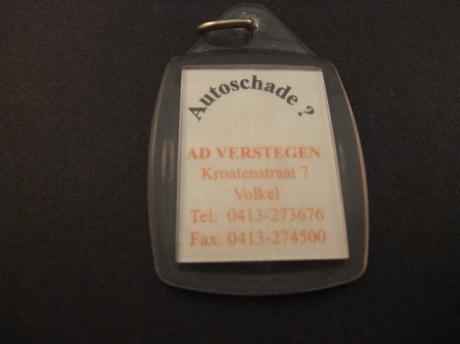 Autoschade ?
AD VERSTEGEN
Kroatenstraat 7
Volkel
Tel. 0413-273676
Fax. 0413-274500